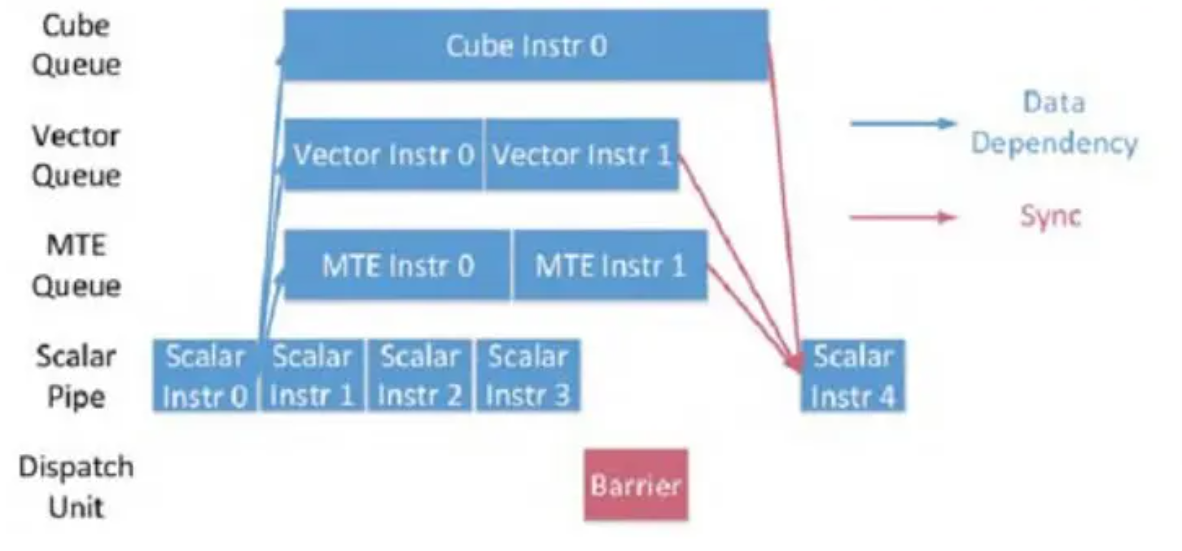 Cube
Queue
Cube Instr 0
Vector
Queue
Vector Instr 0
Vector Instr 1
MTE
Queue
MTE Instr 0
MTE Instr 1
Scalar
Pipe
Scalar
Instr 0
Scalar
Instr 1
Scalar
Instr 2
Scalar
Instr 3
Scalar
Instr 4
Dispatch
Unit
Barrier
Data
Dependency
Sync